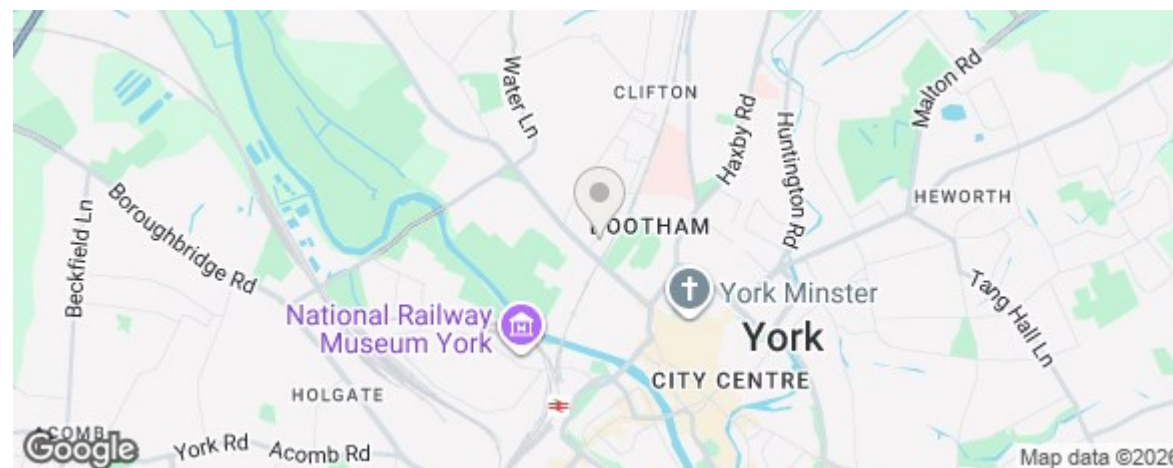 CLIFTON
Water Ln
Haxby Rd
Huntington Rd
Malton Rd
HEWORTH
Boroughbridge Rd
Beckfield Ln
BOOTHAM
York Minster
York
National Railway
Museum York
Tang Hall Ln
CITY CENTRE
HOLGATE
ACOMB
York Rd
Acomb Rd
Google
Map data ©2026